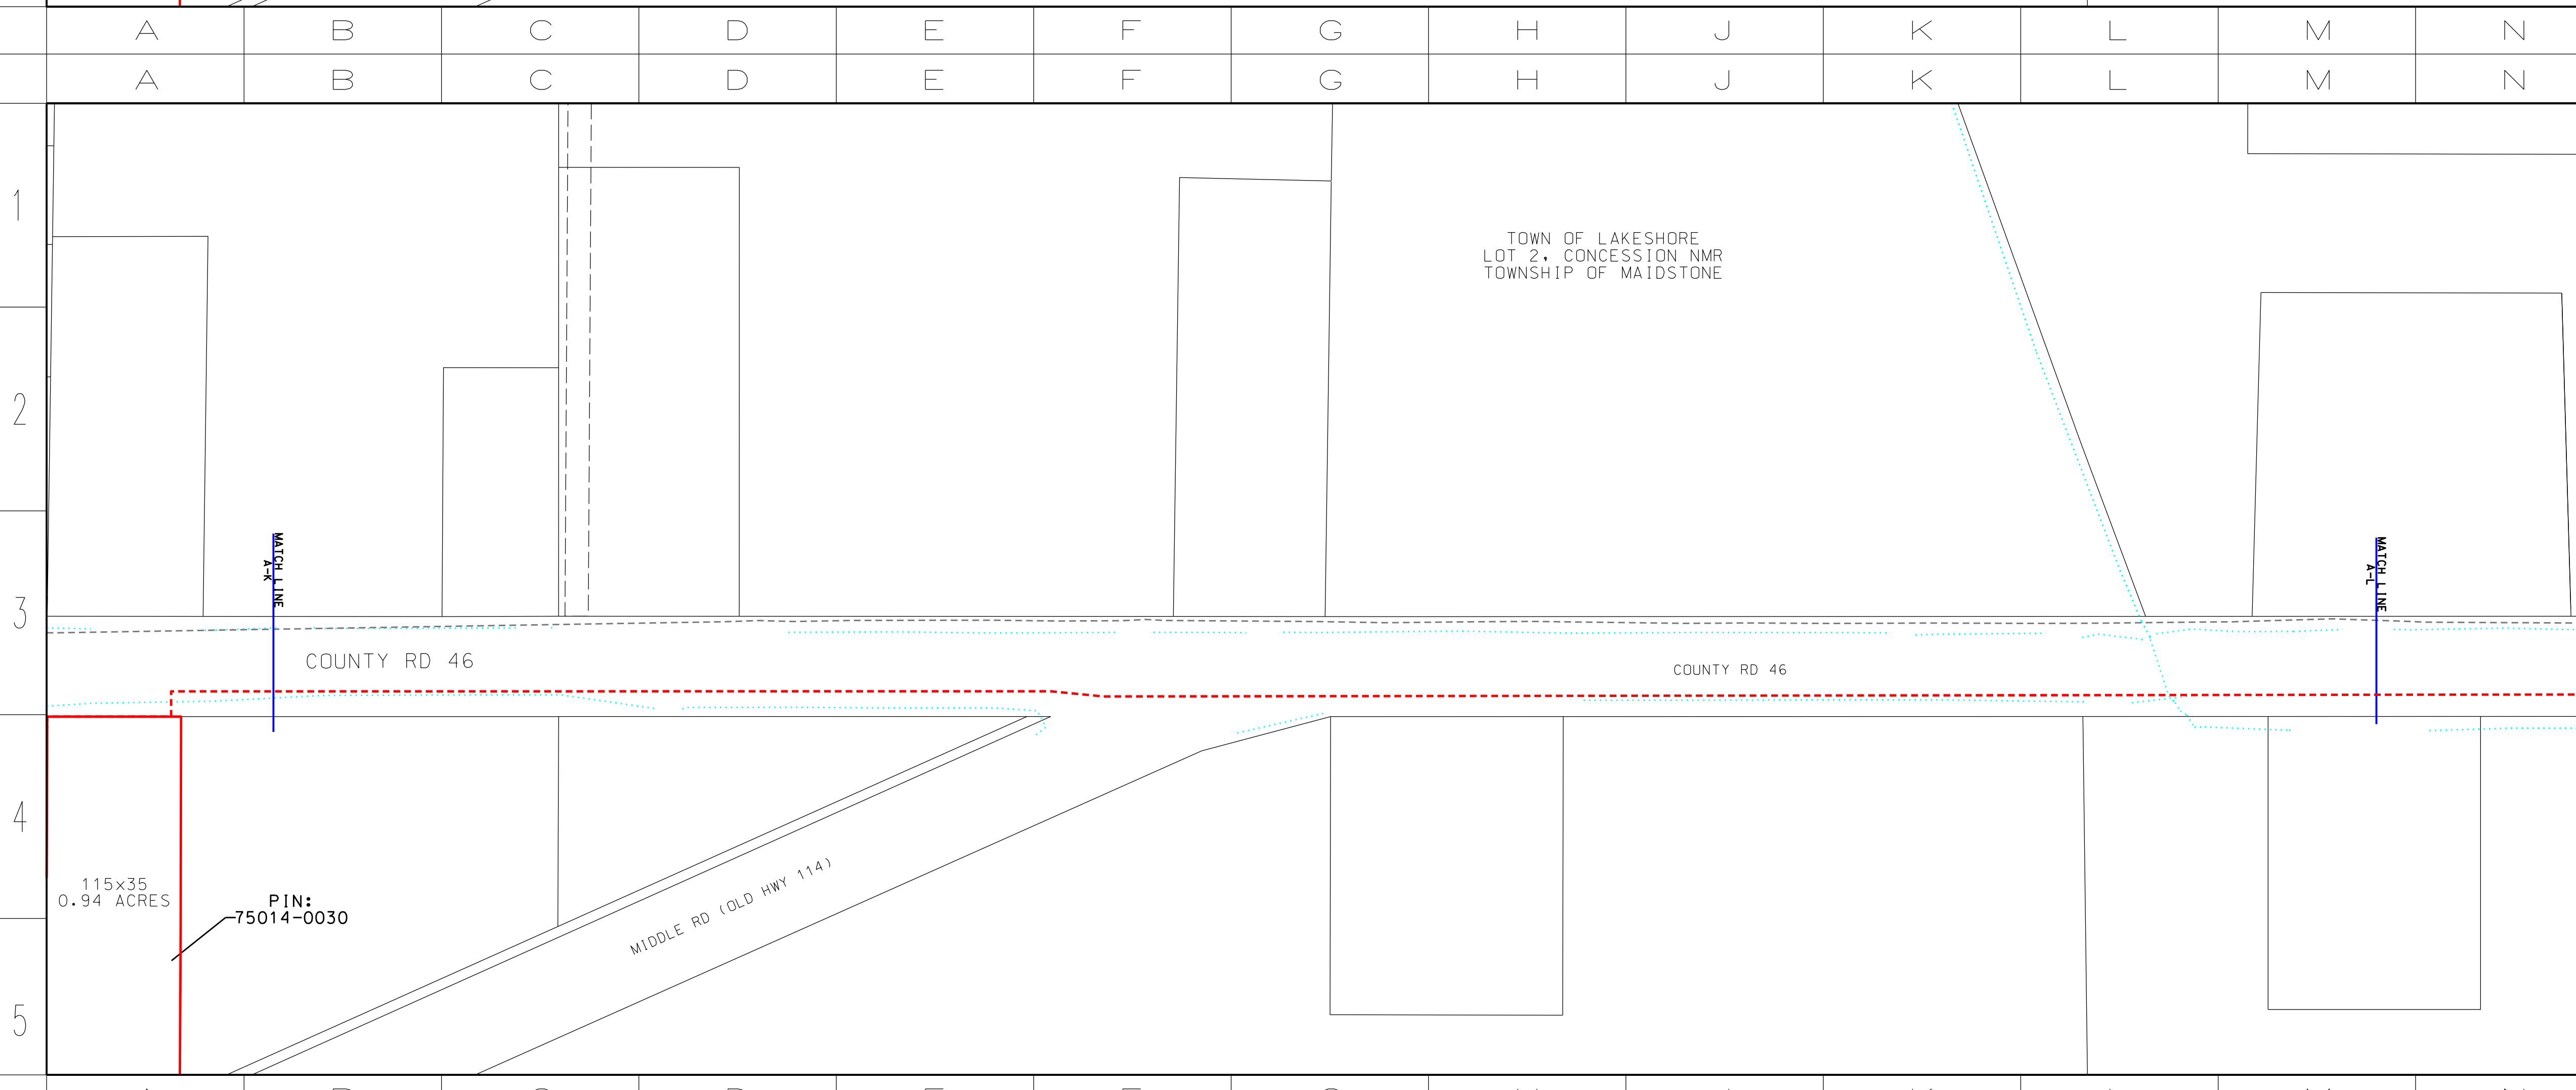 A B C D E F G H J K L M N
A B C D E F G H J K L M N
1
TOWN OF LAKESHORE
LOT 2, CONCESSION NMR
TOWNSHIP OF MAIDSTONE
2
MATCH LINE
A-K
MATCH LINE
A-L
3
COUNTY RD 46
COUNTY RD 46
4
115x35
0.94 ACRES
PIN:
75014-0030
MIDDLE RD (OLD HWY 114)
5